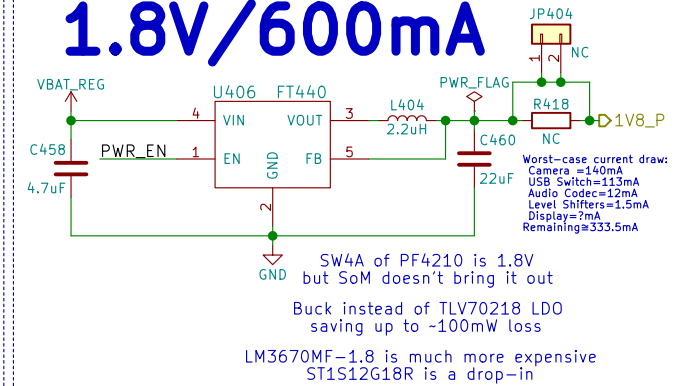 1.8V/600mA
JP404
1
2
NC
VBAT_REG
U406
FT440
PWR_FLAG
4
VIN
VOUT
3
L404
2.2uH
R418
NC
1V8_P
C458
4.7uF
PWR_EN
1
EN
GND
FB
5
C460
22uF
2
GND
Worst-case current draw:
Camera =140mA
USB Switch=113mA
Audio Codec=12mA
Level Shifters=1.5mA
Display=?mA
Remaining≅333.5mA
SW4A of PF4210 is 1.8V
but SoM doesn't bring it out
Buck instead of TLV70218 LDO
saving up to ~100mW loss
LM3670MF-1.8 is much more expensive
ST1S12G18R is a drop-in